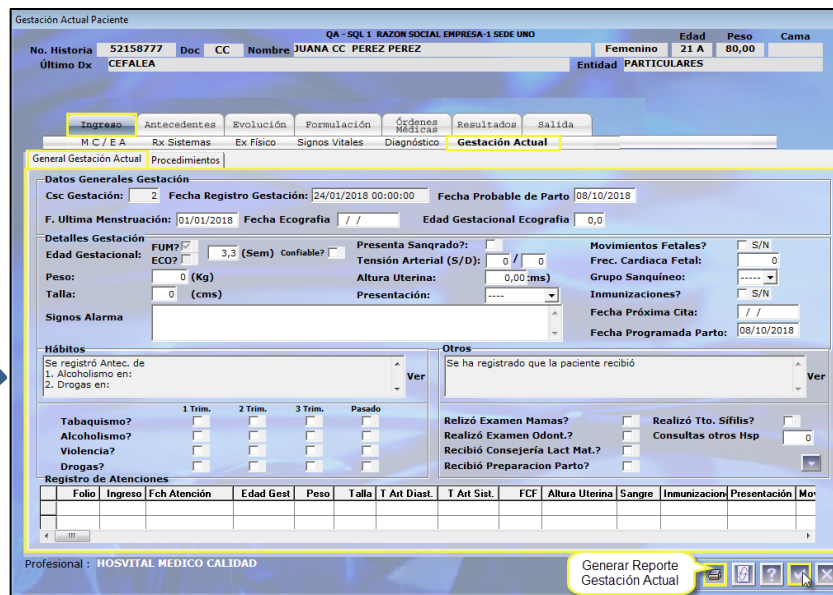 Gestación Actual Paciente
QA - SQL 1 RAZON SOCIAL EMPRESA-1 SEDE UNO
Edad Peso Cama
No. Historia 52158777 Doc CC Nombre JUANA CC PEREZ PEREZ Femenino 21 A 80,00
Último Dx CEFALEA Entidad PARTICULARES
Ingreso Antecedentes Evolución Formulación Órdenes Médicas Resultados Salida
M C / E A Rx Sistemas Ex Físico Signos Vitales Diagnóstico Gestación Actual
General Gestación Actual Procedimientos
Datos Generales Gestación
Csc Gestación: 2 Fecha Registro Gestación: 24/01/2018 00:00:00 Fecha Probable de Parto 08/10/2018
F. Ultima Menstruación: 01/01/2018 Fecha Ecografia / / Edad Gestacional Ecografia 0,0
Detalles Gestación
Edad Gestacional: FUM? ECO? 3,3 (Sem) Confiable? Presenta Sangrado?: Movimientos Fetales? S/N
Tensión Arterial (S/D): 0 / 0 Frec. Cardiaca Fetal: 0
Peso: 0 (Kg) Altura Uterina: 0,00 :ms) Grupo Sanquíneo: -----
Talla: 0 (cms) Presentación: ---- Inmunizaciones? S/N
Signos Alarma Fecha Próxima Cita: / /
Fecha Programada Parto: 08/10/2018
Hábitos Otros
Se registró Antec. de Se ha registrado que la paciente recibió
1. Alcoholismo en: Ver Ver
2. Drogas en:
1 Trim. 2 Trim. 3 Trim. Pasado
Tabaquismo? Relizó Examen Mamas? Realizó Tto. Sífilis?
Alcoholismo? Realizó Examen Odont.? Consultas otros Hsp 0
Violencia? Recibió Consejería Lact Mat.?
Drogas? Recibió Preparacion Parto?
Registro de Atenciones
Folio Ingreso Fch Atención Edad Gest Peso Talla T Art Diast. T Art Sist. FCF Altura Uterina Sangre Inmunizacion Presentación Mov
Profesional : HOSVITAL MEDICO CALIDAD
Generar Reporte
Gestación Actual